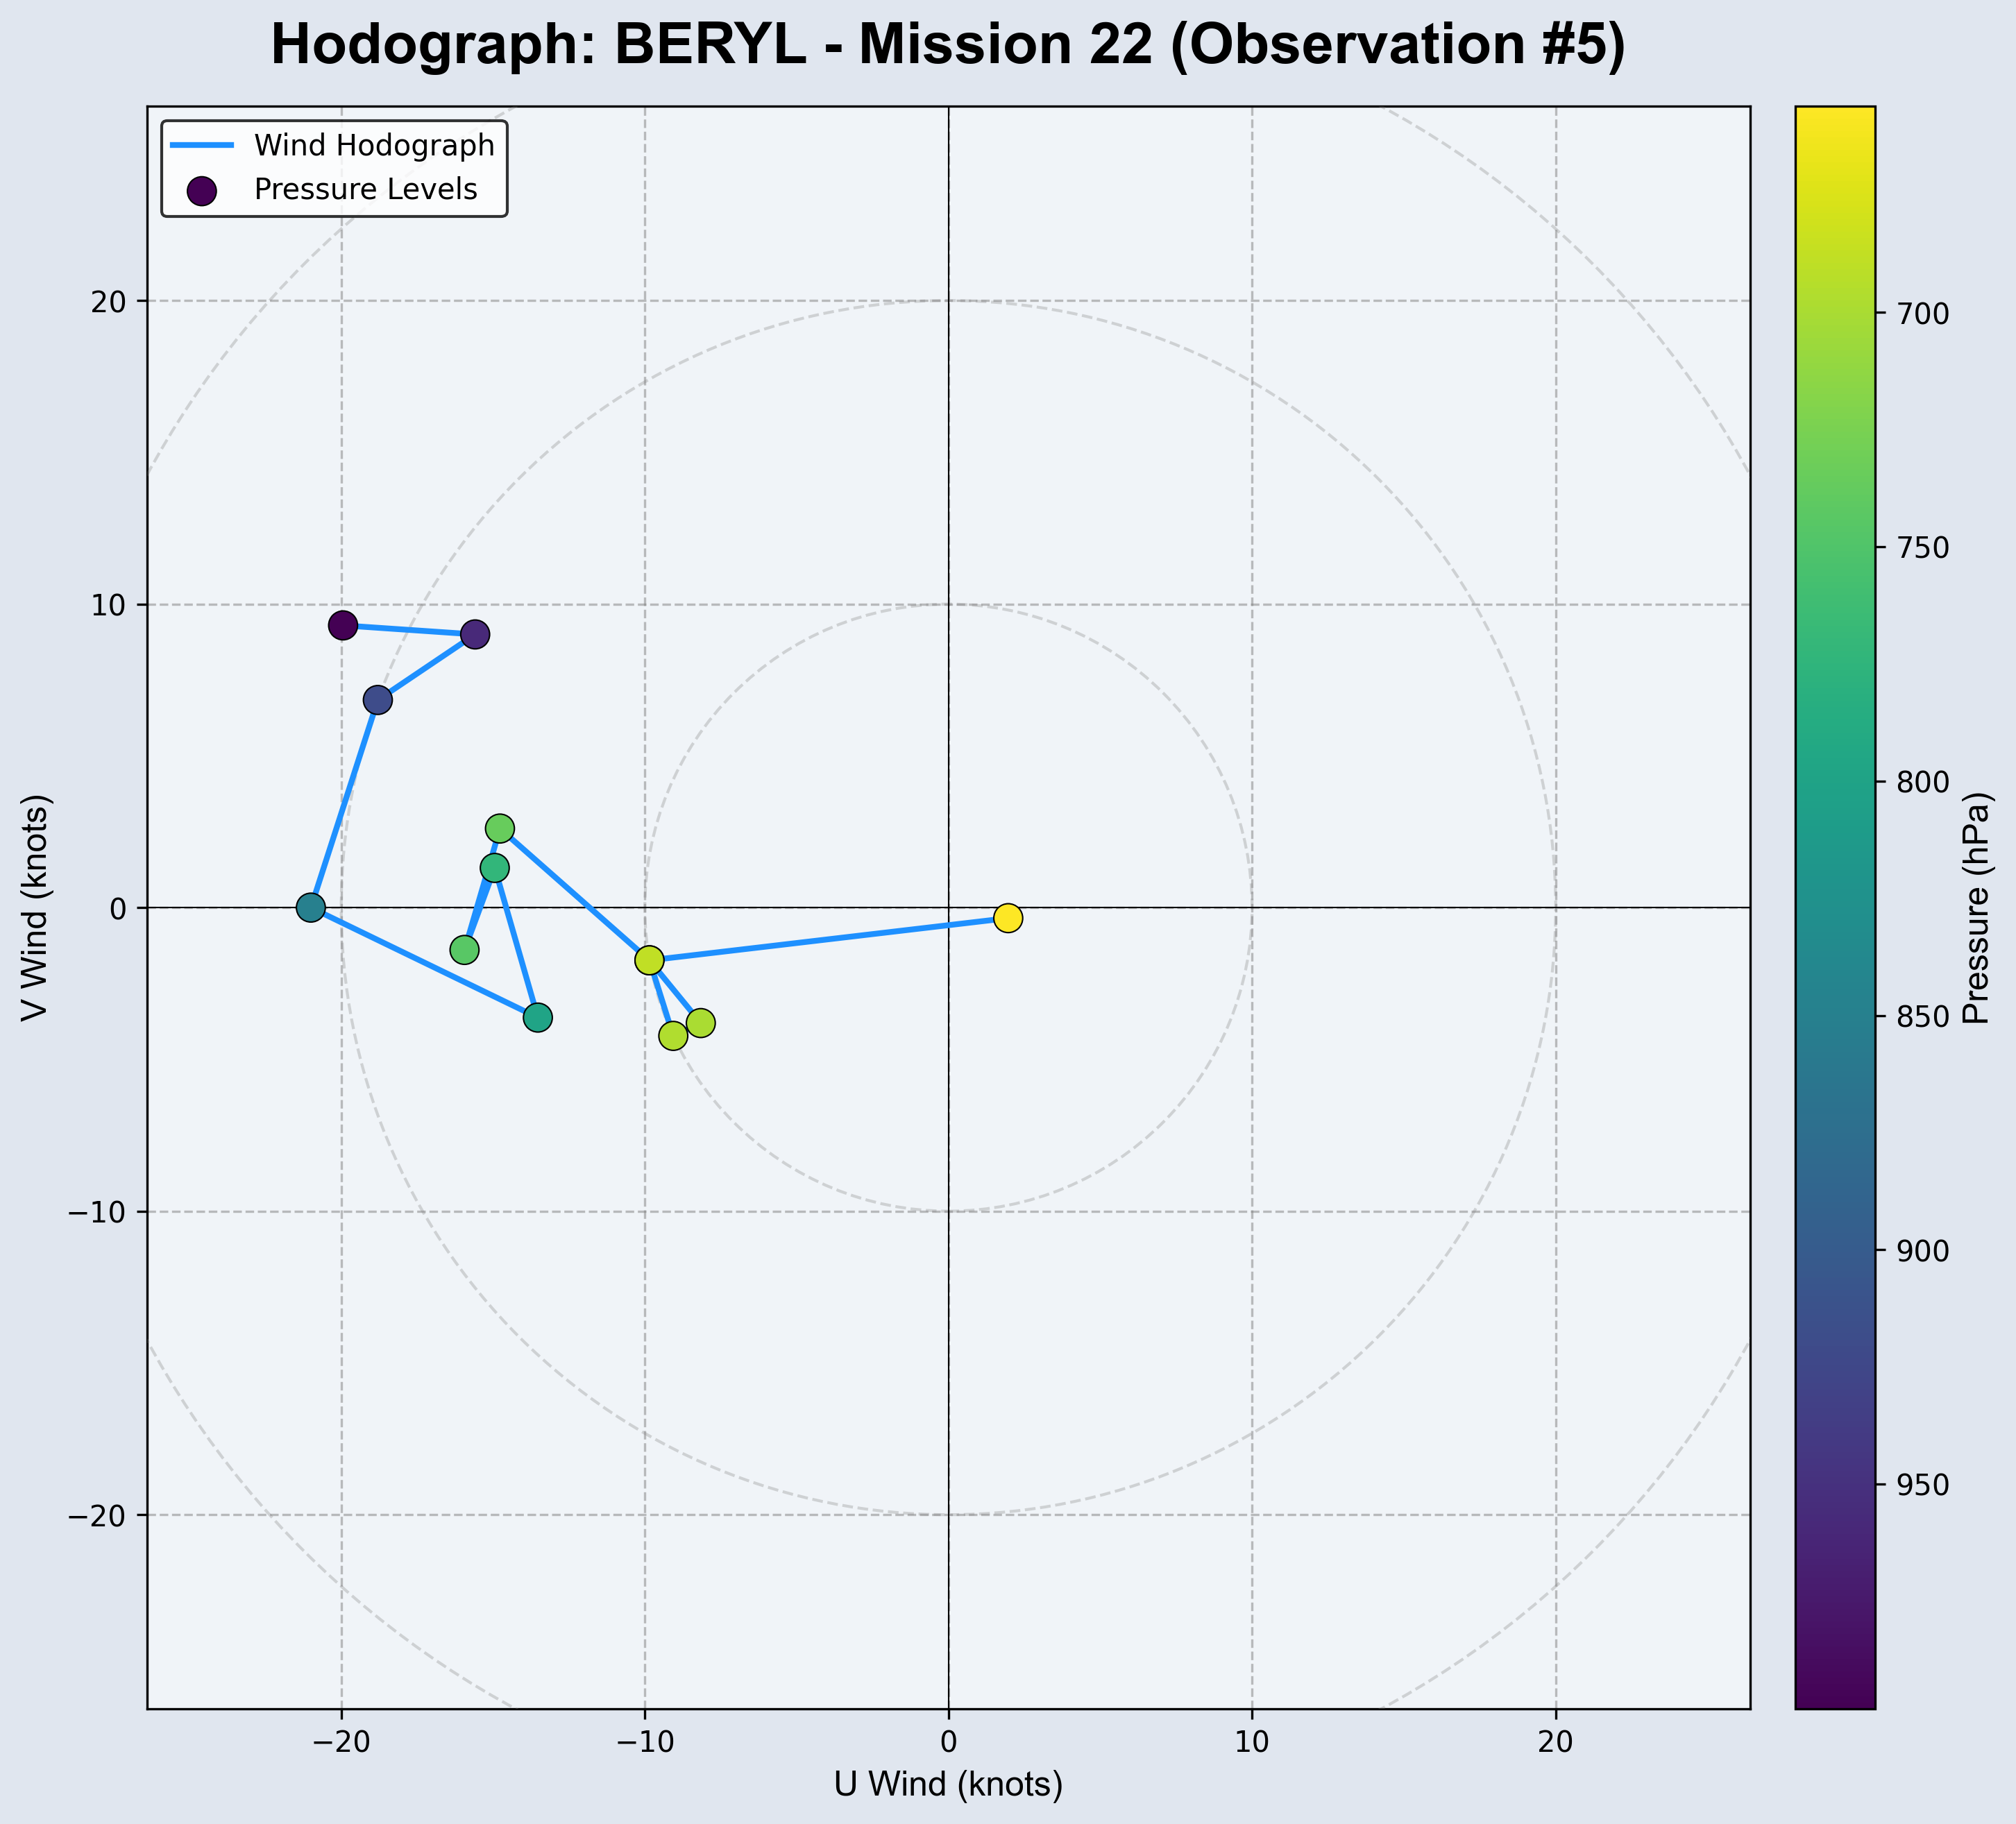 Hodograph: BERYL - Mission 22 (Observation #5)
Wind Hodograph
Pressure Levels
20
10
0
−10
−20
V Wind (knots)
−20
−10
0
10
20
U Wind (knots)
700
750
800
850
900
950
Pressure (hPa)